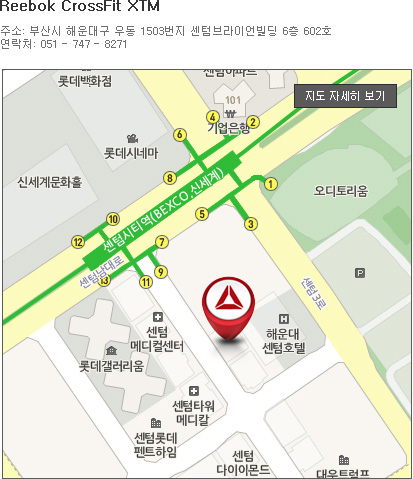 Reebok CrossFit XTM
주소: 부산시 해운대구 우동 1503번지 센텀브라이언빌딩 6층 602호
연락처: 051 - 747 - 8271
센텀아파트
롯데백화점
지도 자세히 보기
101
기업은행
4
2
6
롯데시네마
8
신세계문화홀
1
오디토리움
센텀시티역(BEXCO,신세계)
5
10
3
12
7
9
센텀남대로
13
11
P
센텀3로
센텀
메디컬센터
해운대
센텀호텔
롯데갤러리움
센텀타워
메디칼
센텀롯데
펜트하임
센텀
다이아몬드
대우트럼프